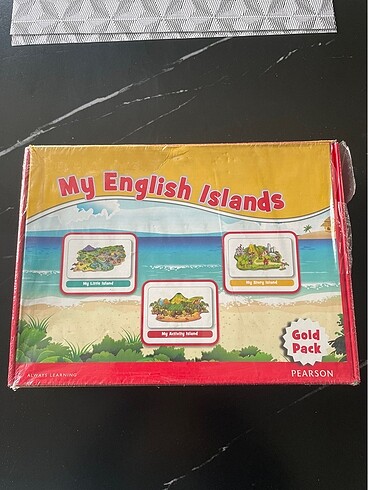 My English Islands
My Little Island
My Story Island
My Activity Island
Gold
Pack
ALWAYS LEARNING
PEARSON